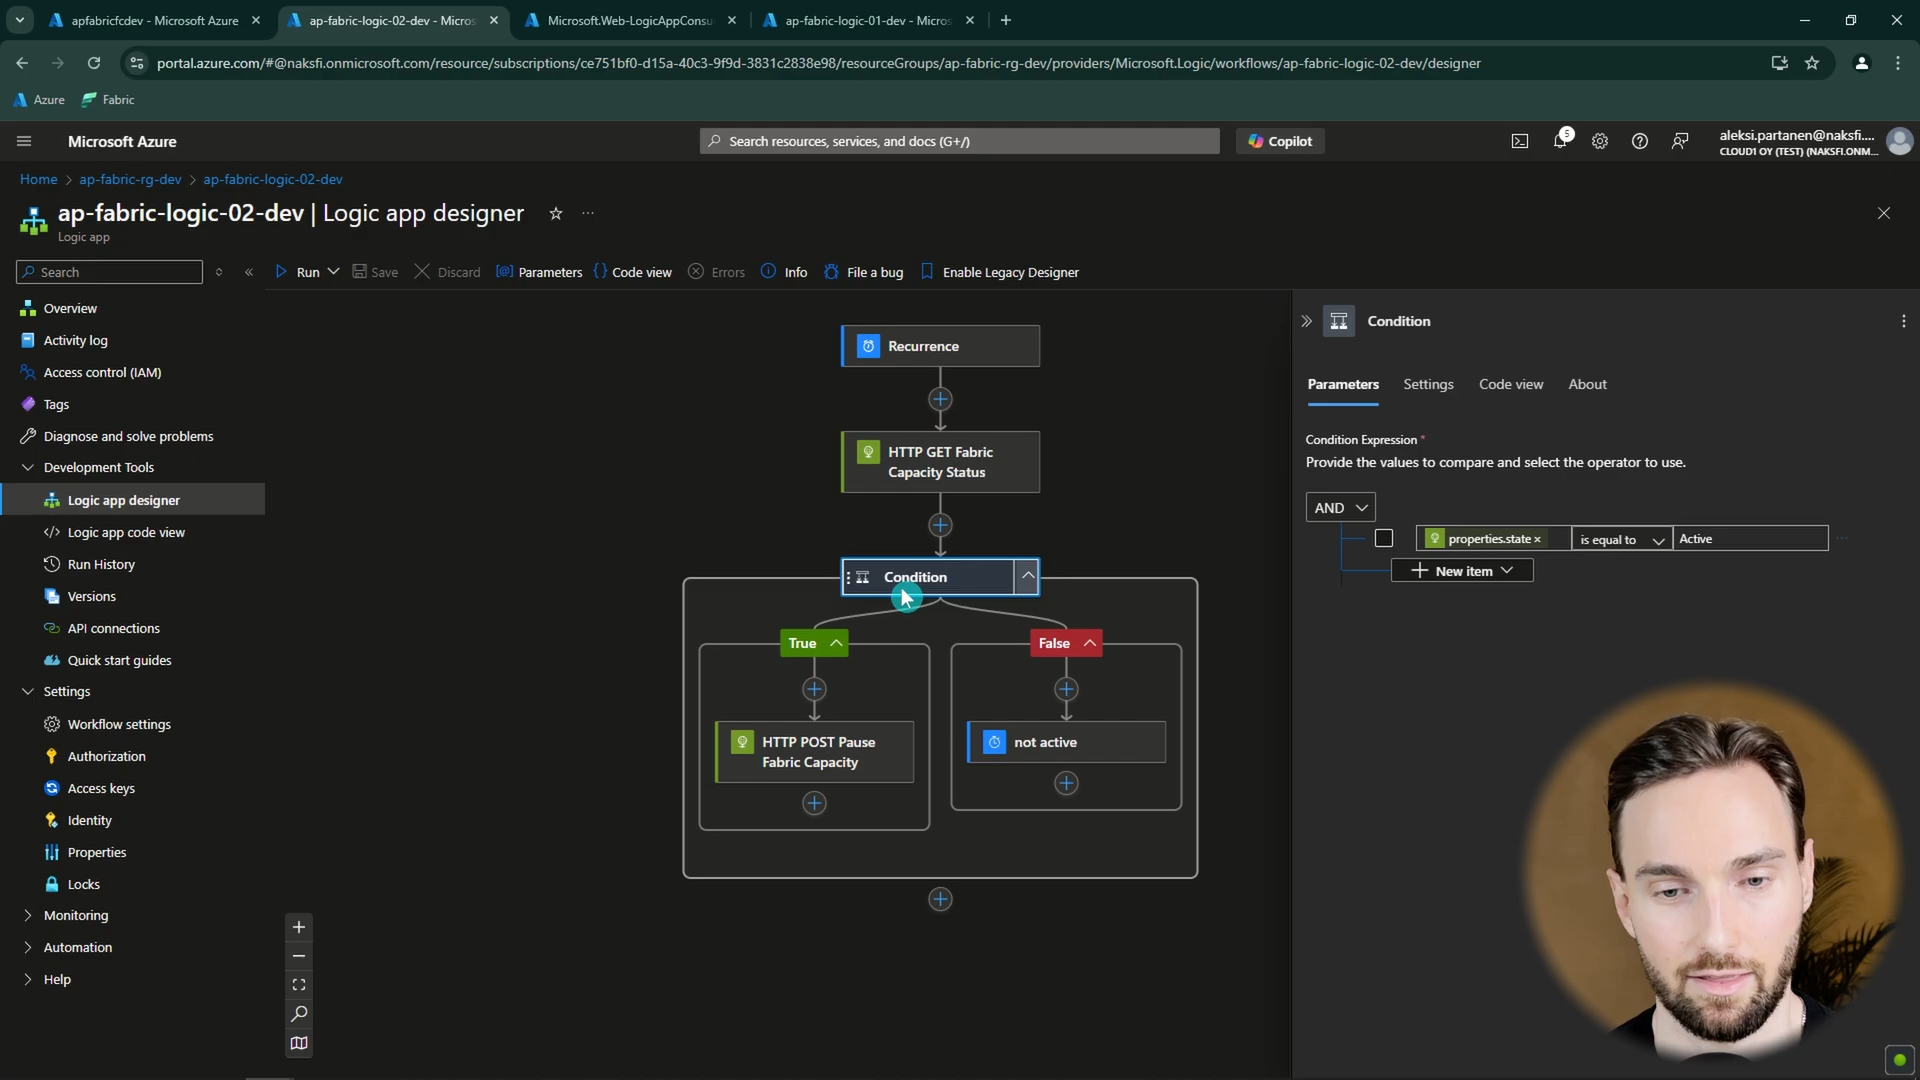 apfabricfcdev - Microsoft Azure
ap-fabric-logic-02-dev - Micros
Microsoft.Web-LogicAppConsu
ap-fabric-logic-01-dev - Micros
portal.azure.com/#@naksfi.onmicrosoft.com/resource/subscriptions/ce751bf0-d15a-40c3-9f9d-3831c2838e98/resourceGroups/ap-fabric-rg-dev/providers/Microsoft.Logic/workflows/ap-fabric-logic-02-dev/designer
Azure
Fabric
Microsoft Azure
Search resources, services, and docs (G+/)
Copilot
5
aleksi.partanen@naksfi....
CLOUD1 OY (TEST) (NAKSFI.ONM...
Home > ap-fabric-rg-dev > ap-fabric-logic-02-dev
ap-fabric-logic-02-dev | Logic app designer
Logic app
Search
Run
Save
Discard
Parameters
Code view
Errors
Info
File a bug
Enable Legacy Designer
Overview
Activity log
Access control (IAM)
Tags
Diagnose and solve problems
Development Tools
Logic app designer
Logic app code view
Run History
Versions
API connections
Quick start guides
Settings
Workflow settings
Authorization
Access keys
Identity
Properties
Locks
Monitoring
Automation
Help
Recurrence
HTTP GET Fabric
Capacity Status
Condition
True
False
HTTP POST Pause
Fabric Capacity
not active
Condition
Parameters
Settings
Code view
About
Condition Expression *
Provide the values to compare and select the operator to use.
AND
properties.state ×
is equal to
Active
New item